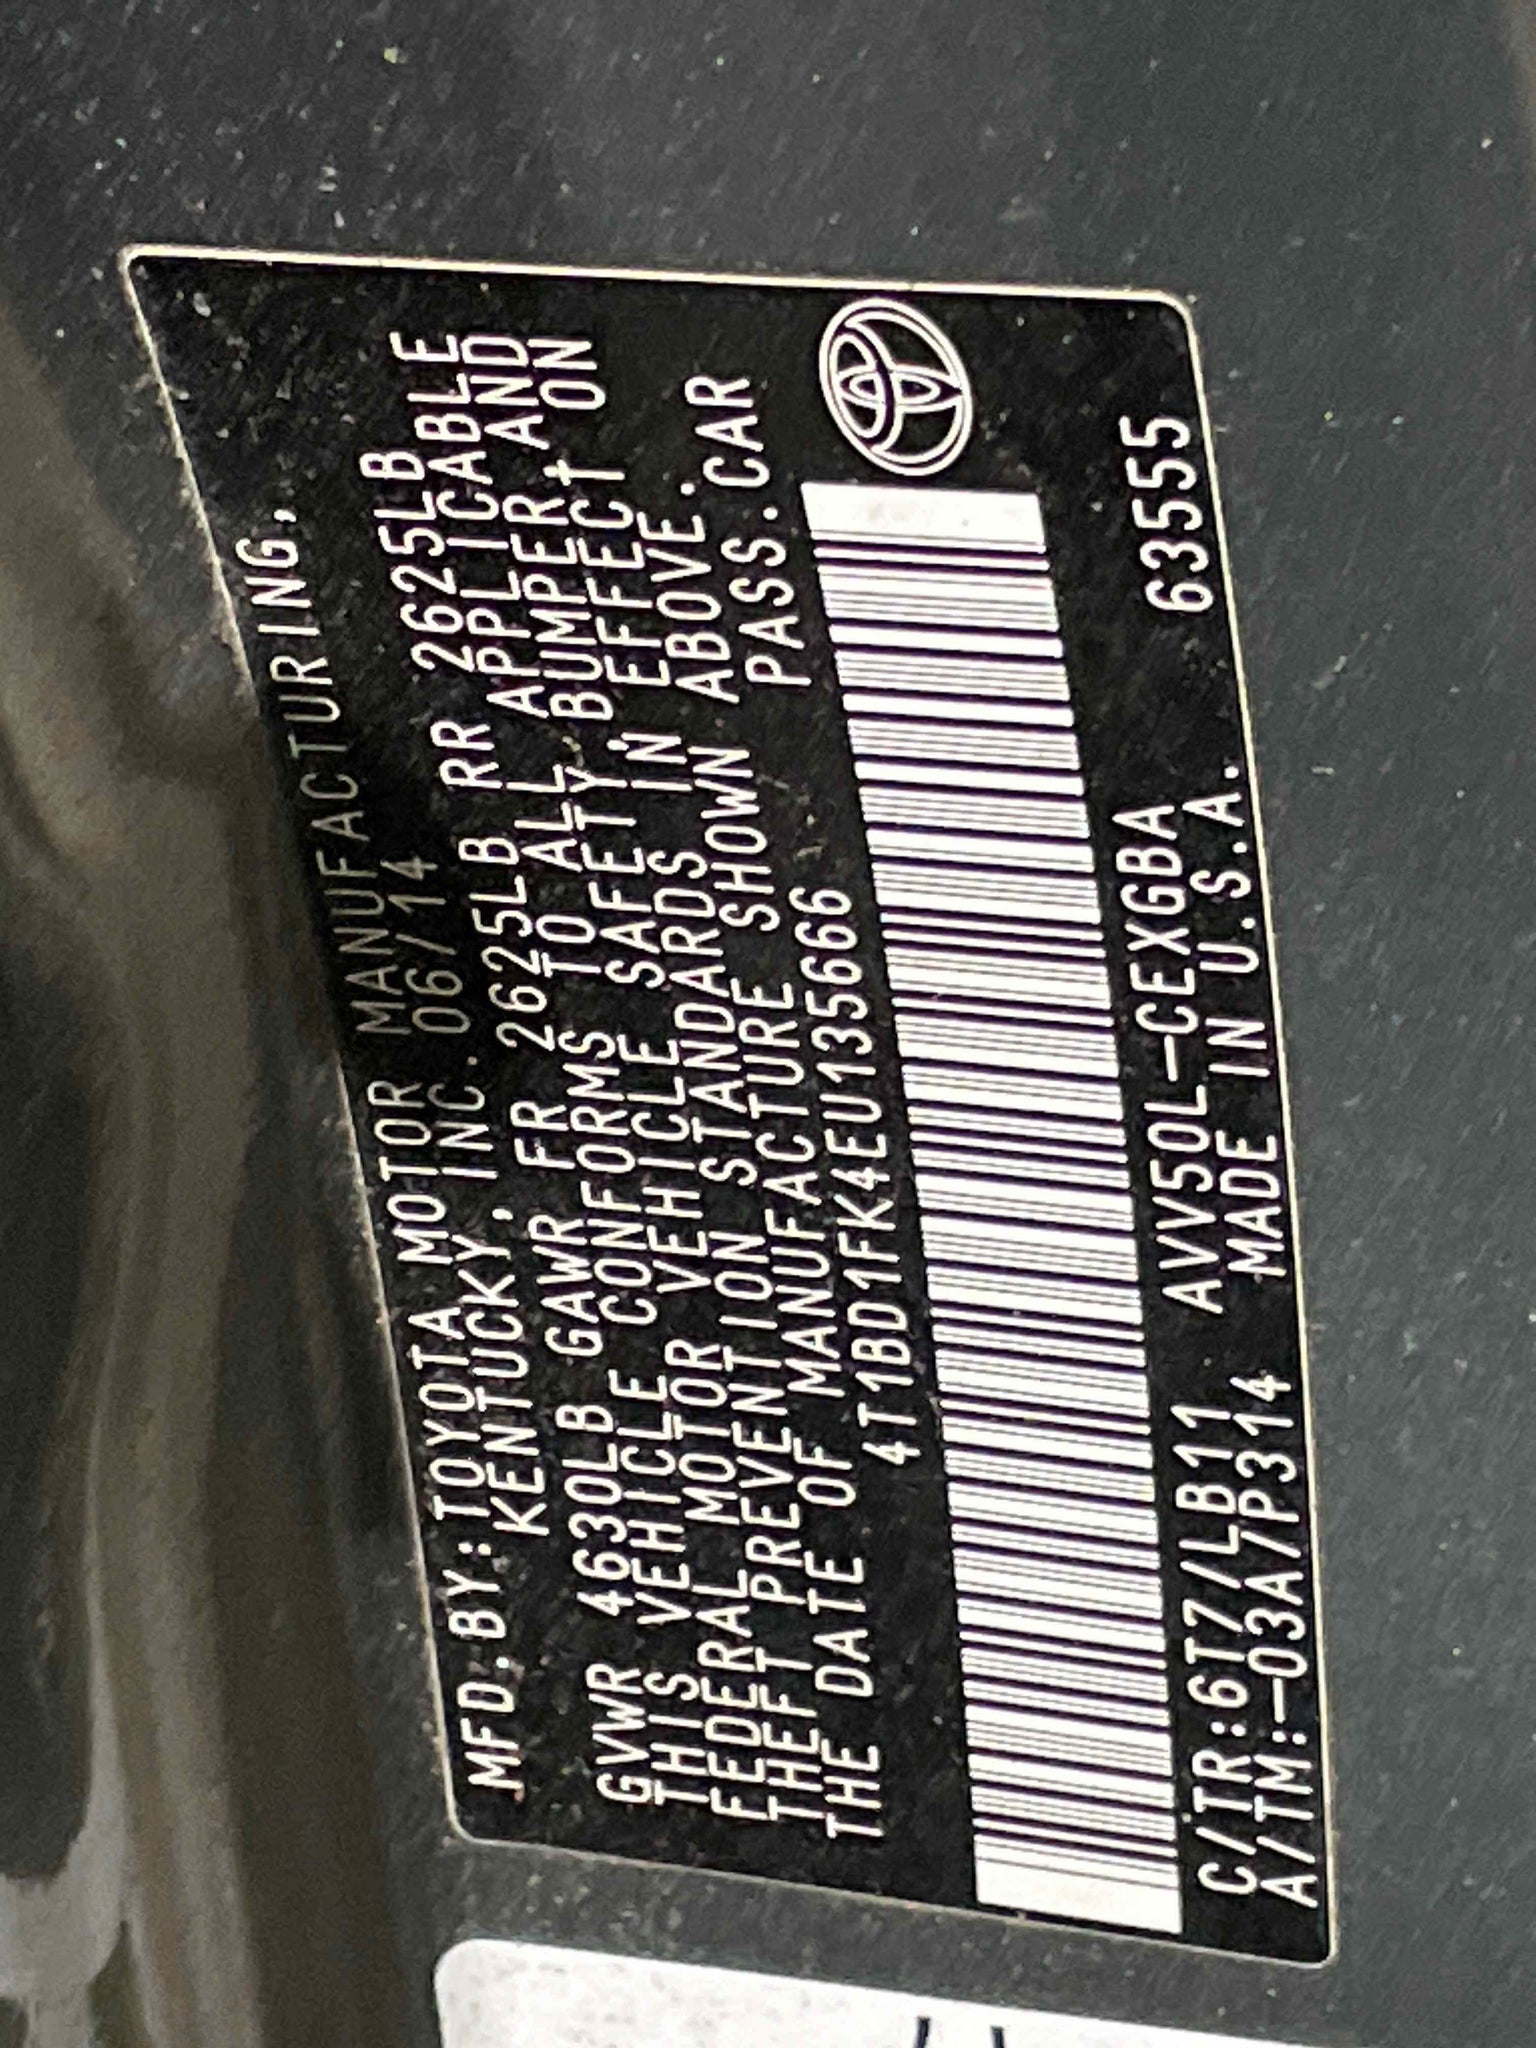 MFD. BY: TOYOTA MOTOR MANUFACTURING,
KENTUCKY, INC. 06/14
GVWR 4630LB GAWR FR 2625LB RR 2625LB
THIS VEHICLE CONFORMS TO ALL APPLICABLE
FEDERAL MOTOR VEHICLE SAFETY, BUMPER, AND
THEFT PREVENTION STANDARDS IN EFFECT ON
THE DATE OF MANUFACTURE SHOWN ABOVE.
4T1BD1FK4EU135666 PASS. CAR
C/TR:6T7/LB11 AVV50L-CEXGBA 63555
A/TM:-03A/P314 MADE IN U.S.A.